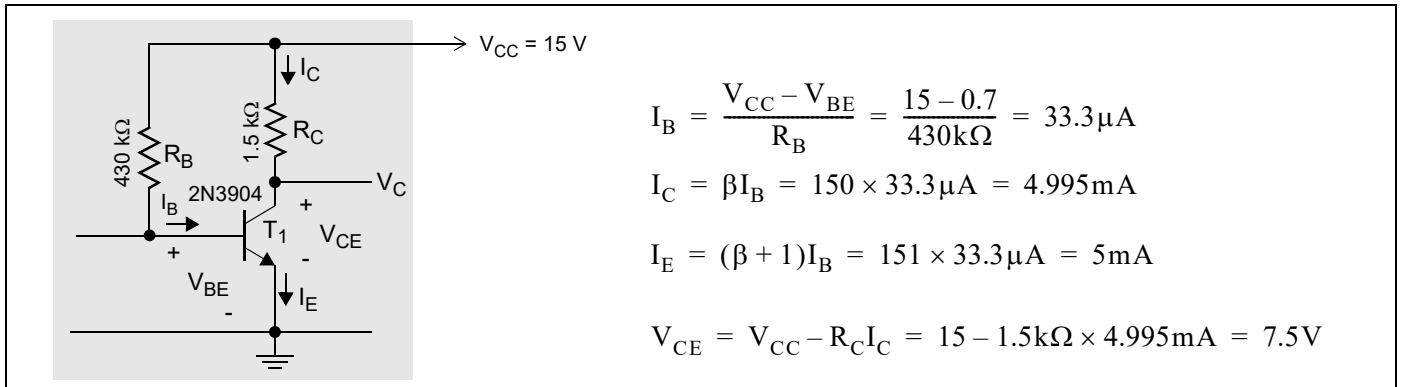 V_CC = 15 V
I_C
430 kΩ
R_B
1.5 kΩ
R_C
2N3904
V_C
I_B
+
T_1
V_CE
+
-
V_BE
I_E
-
I_B = (V_CC – V_BE)/R_B = (15 – 0.7)/430kΩ = 33.3μA
I_C = βI_B = 150 × 33.3μA = 4.995mA
I_E = (β + 1)I_B = 151 × 33.3μA = 5mA
V_CE = V_CC – R_C I_C = 15 – 1.5kΩ × 4.995mA = 7.5V